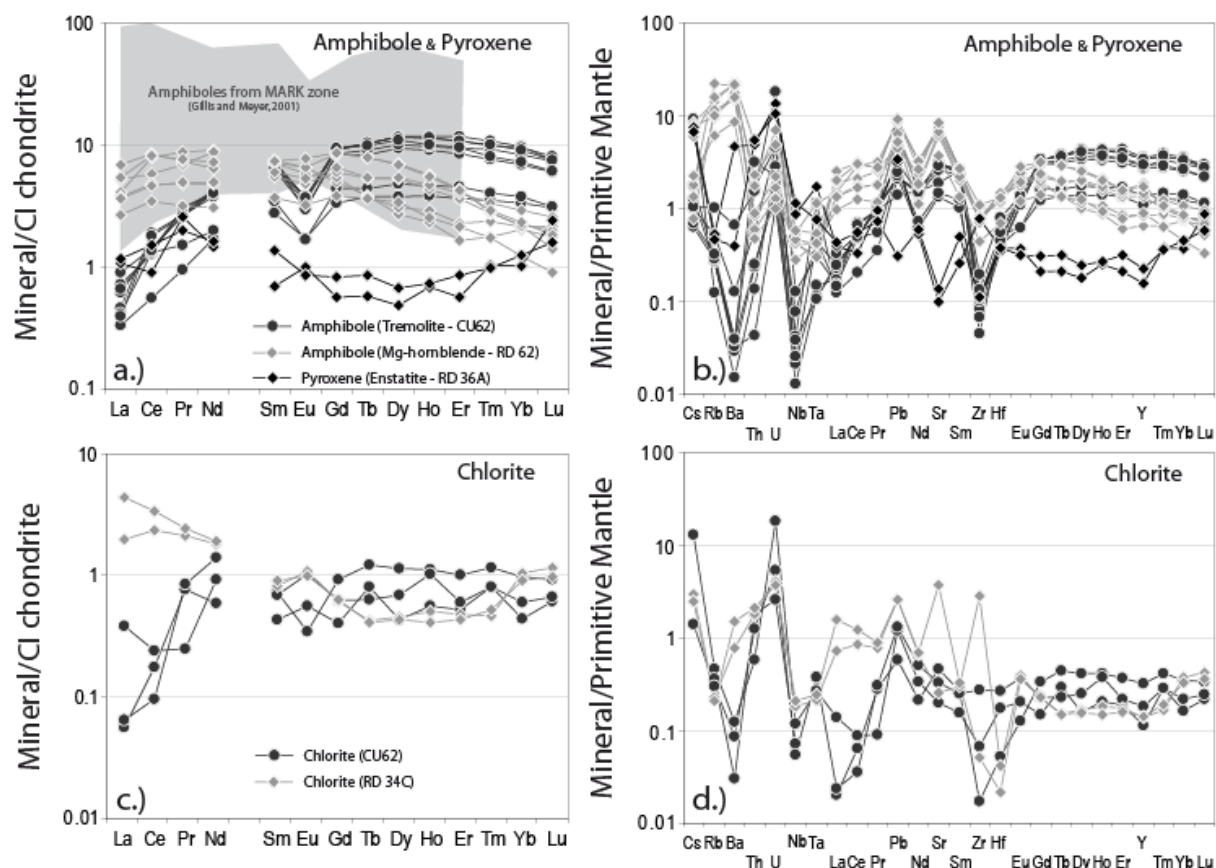 Mineral/CI chondrite
100
10
1
0.1
Amphibole & Pyroxene
Amphiboles from MARK zone
(Gillis and Meyer, 2001)
Amphibole (Tremolite - CU62)
Amphibole (Mg-hornblende - RD 62)
Pyroxene (Enstatite - RD 36A)
a.)
La Ce Pr Nd Sm Eu Gd Tb Dy Ho Er Tm Yb Lu
Mineral/Primitive Mantle
100
10
1
0.1
0.01
Amphibole & Pyroxene
b.)
Cs Rb Ba Nb Ta Pb Sr Zr Hf Y
Th U La Ce Pr Nd Sm Eu Gd Tb Dy Ho Er Tm Yb Lu
Mineral/CI chondrite
10
1
0.1
0.01
Chlorite
Chlorite (CU62)
Chlorite (RD 34C)
c.)
La Ce Pr Nd Sm Eu Gd Tb Dy Ho Er Tm Yb Lu
Mineral/Primitive Mantle
100
10
1
0.1
0.01
Chlorite
d.)
Cs Rb Ba Nb Ta Pb Sr Zr Hf Y
Th U La Ce Pr Nd Sm Eu Gd Tb Dy Ho Er Tm Yb Lu